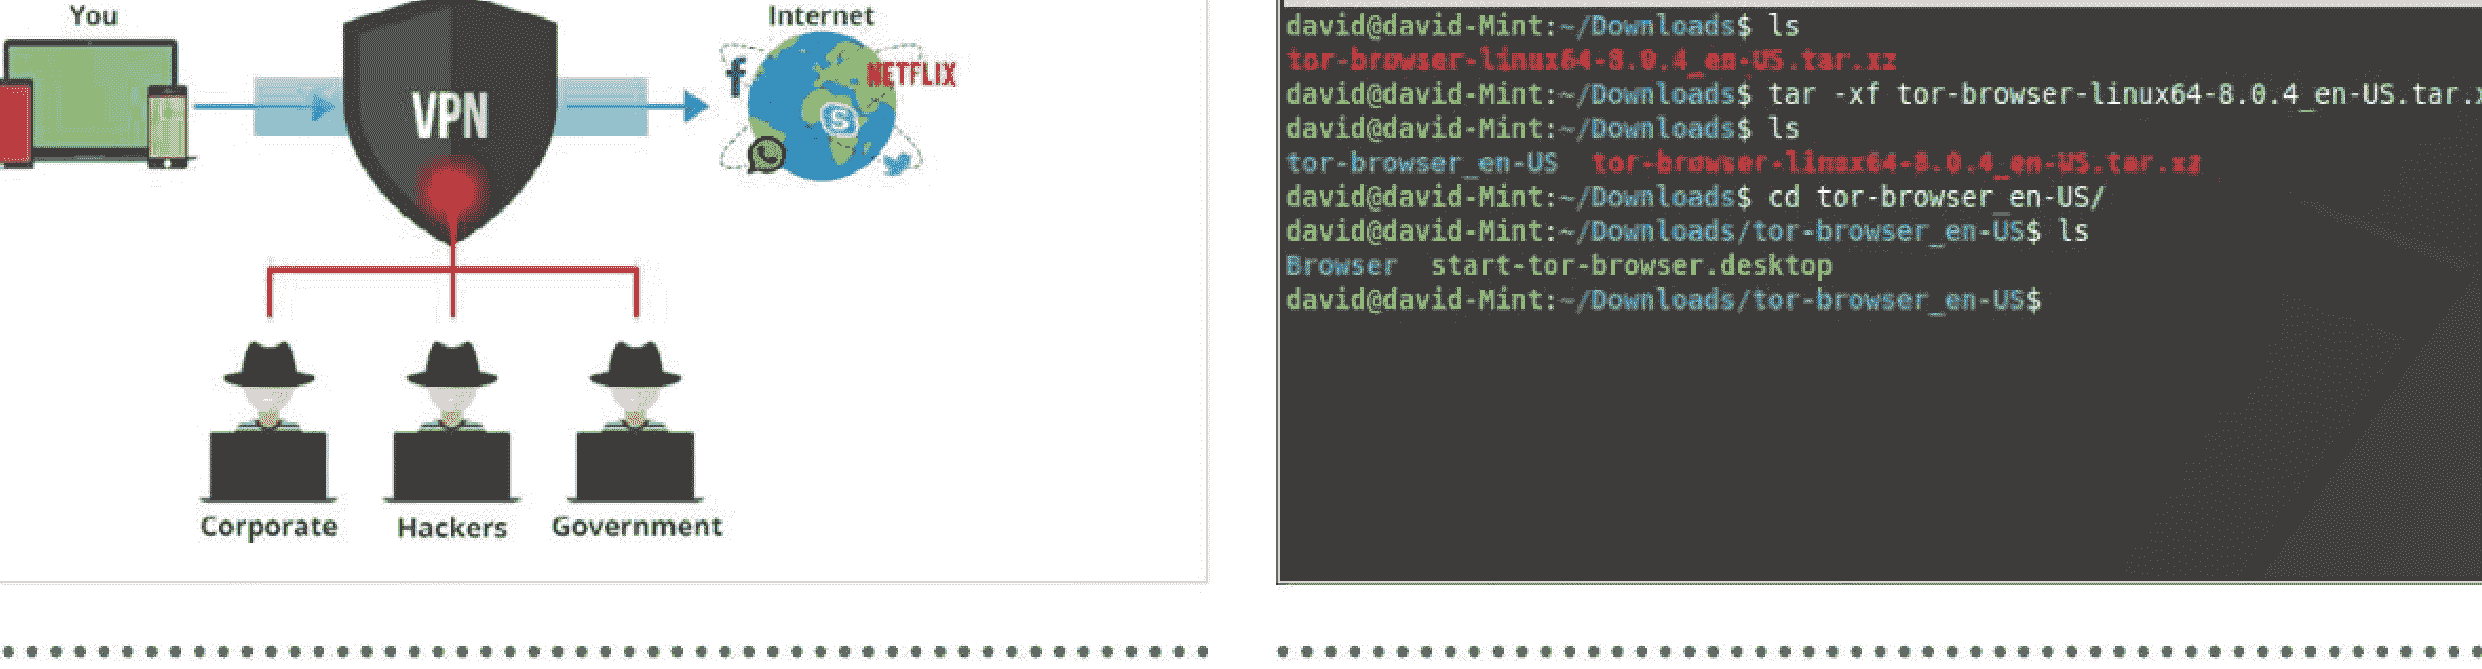 You
Internet
f
NETFLIX
VPN
S
Corporate
Hackers
Government
david@david-Mint:~/Downloads$ ls
tor-browser-linux64-8.0.4_en-US.tar.xz
david@david-Mint:~/Downloads$ tar -xf tor-browser-linux64-8.0.4_en-US.tar.x
david@david-Mint:~/Downloads$ ls
tor-browser_en-US  tor-browser-linux64-8.0.4_en-US.tar.xz
david@david-Mint:~/Downloads$ cd tor-browser_en-US/
david@david-Mint:~/Downloads/tor-browser_en-US$ ls
Browser  start-tor-browser.desktop
david@david-Mint:~/Downloads/tor-browser_en-US$